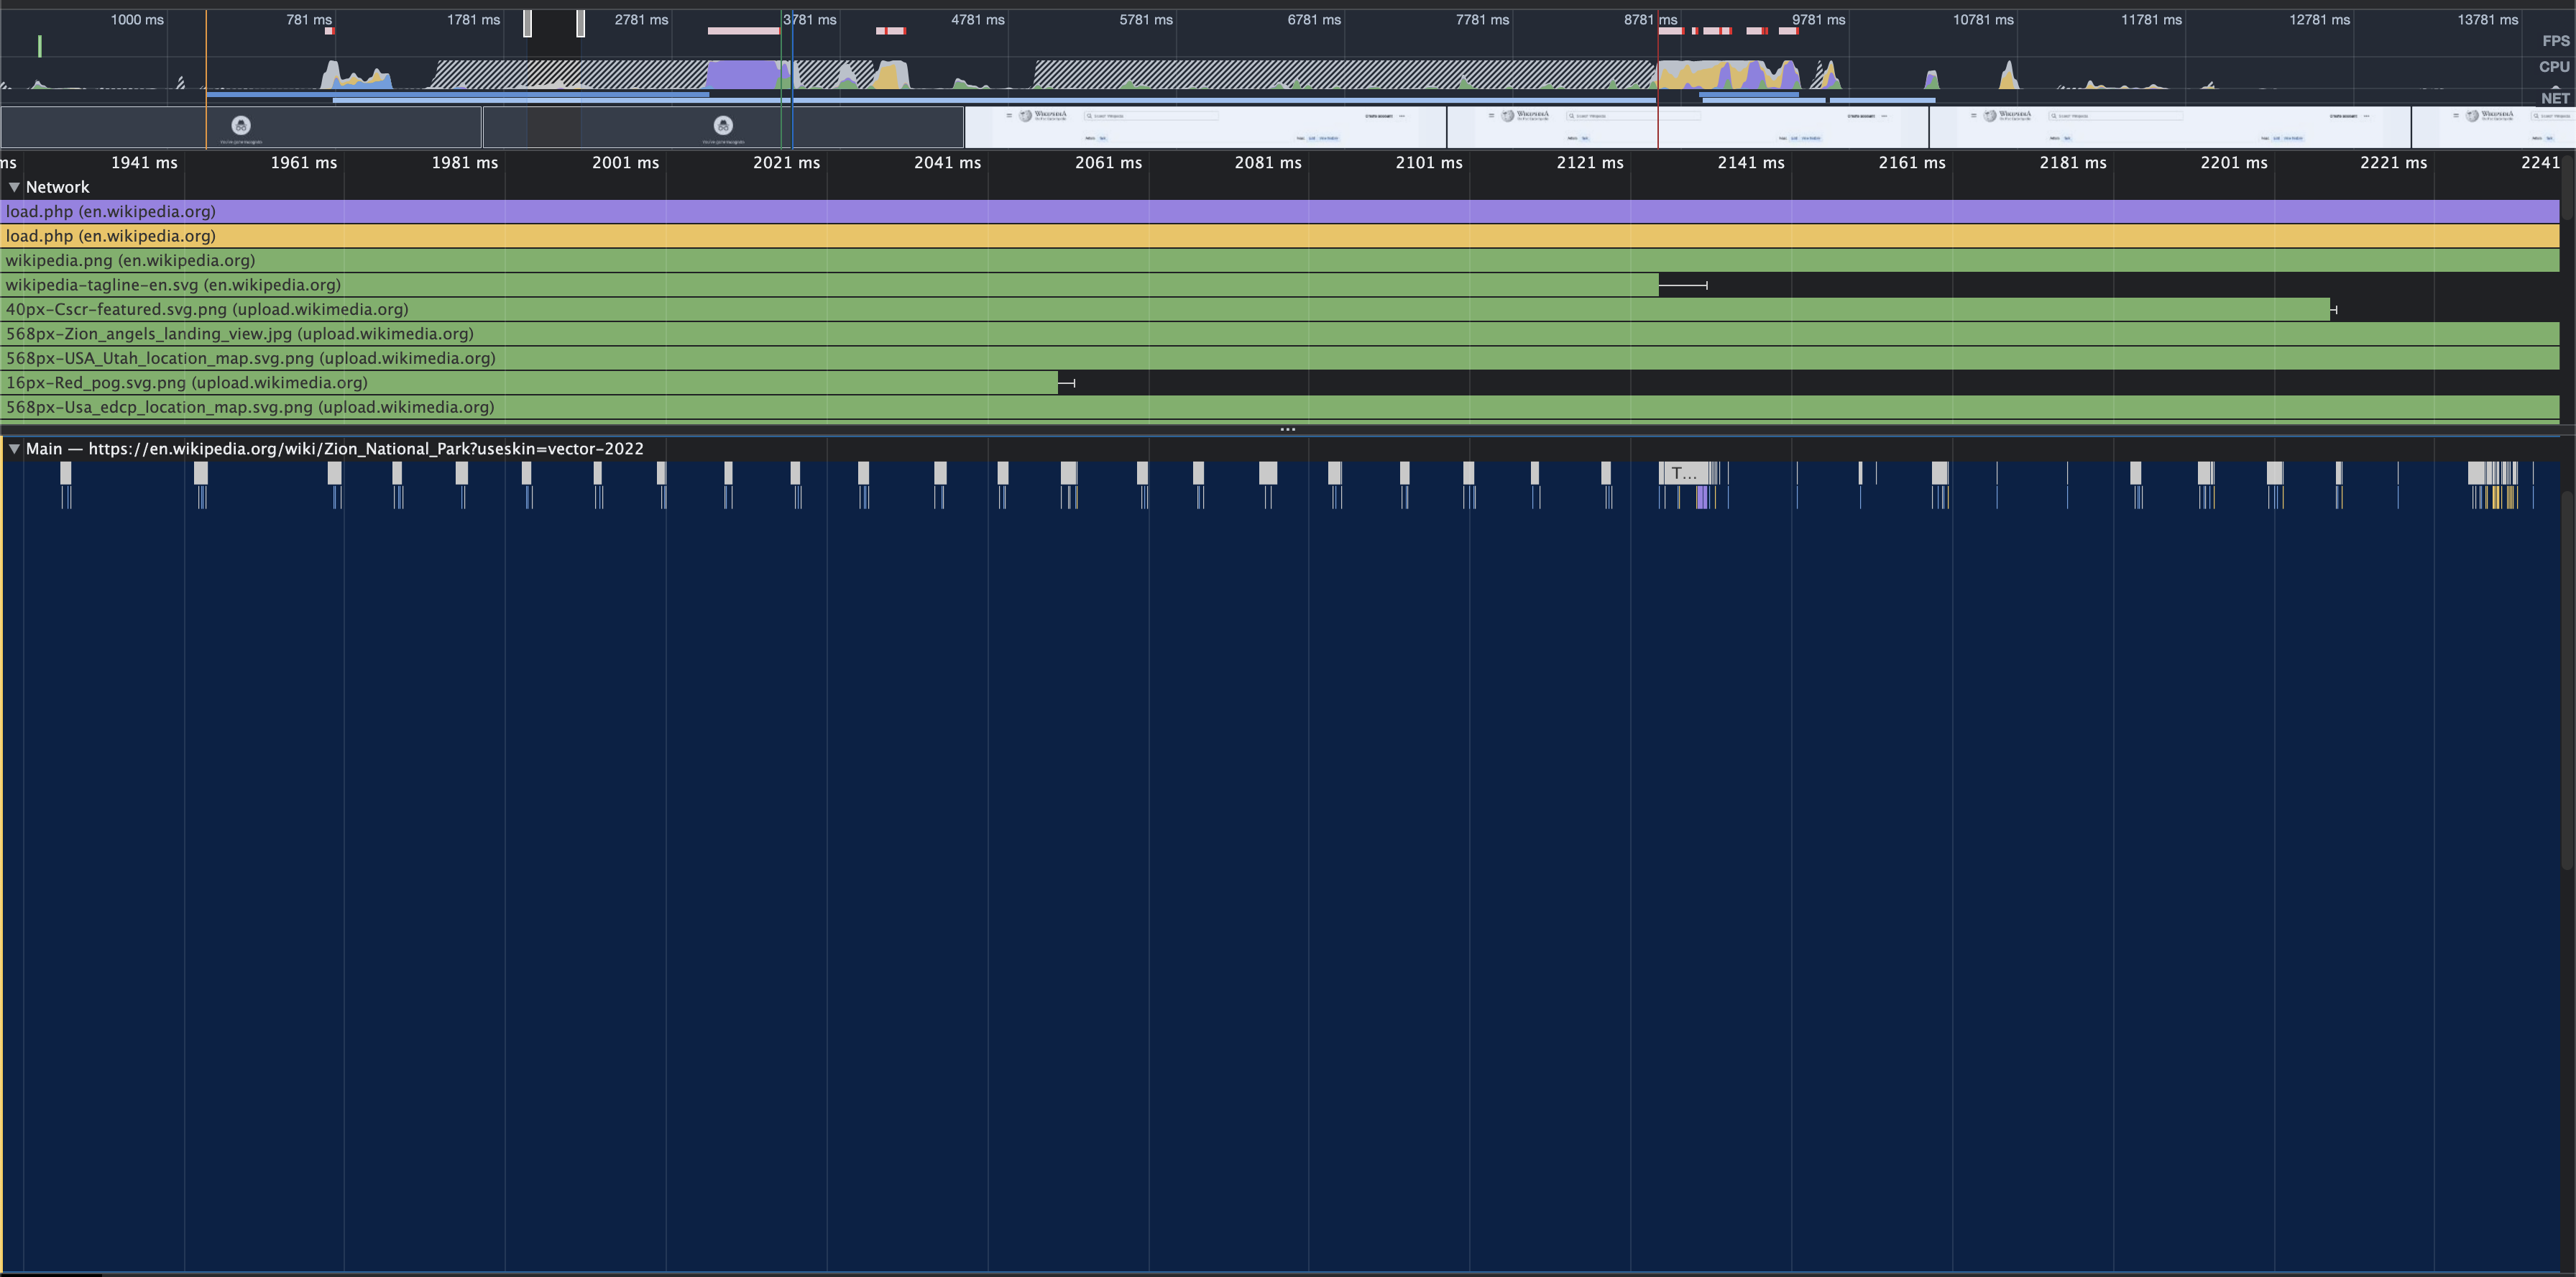 1000 ms 781 ms 1781 ms 2781 ms 3781 ms 4781 ms 5781 ms 6781 ms 7781 ms 8781 ms 9781 ms 10781 ms 11781 ms 12781 ms 13781 ms
FPS
CPU
NET
WIKIPEDIA WIKIPEDIA WIKIPEDIA WIKIPEDIA
ms 1941 ms 1961 ms 1981 ms 2001 ms 2021 ms 2041 ms 2061 ms 2081 ms 2101 ms 2121 ms 2141 ms 2161 ms 2181 ms 2201 ms 2221 ms 2241
Network
load.php (en.wikipedia.org)
load.php (en.wikipedia.org)
wikipedia.png (en.wikipedia.org)
wikipedia-tagline-en.svg (en.wikipedia.org)
40px-Cscr-featured.svg.png (upload.wikimedia.org)
568px-Zion_angels_landing_view.jpg (upload.wikimedia.org)
568px-USA_Utah_location_map.svg.png (upload.wikimedia.org)
16px-Red_pog.svg.png (upload.wikimedia.org)
568px-Usa_edcp_location_map.svg.png (upload.wikimedia.org)
Main — https://en.wikipedia.org/wiki/Zion_National_Park?useskin=vector-2022
T...